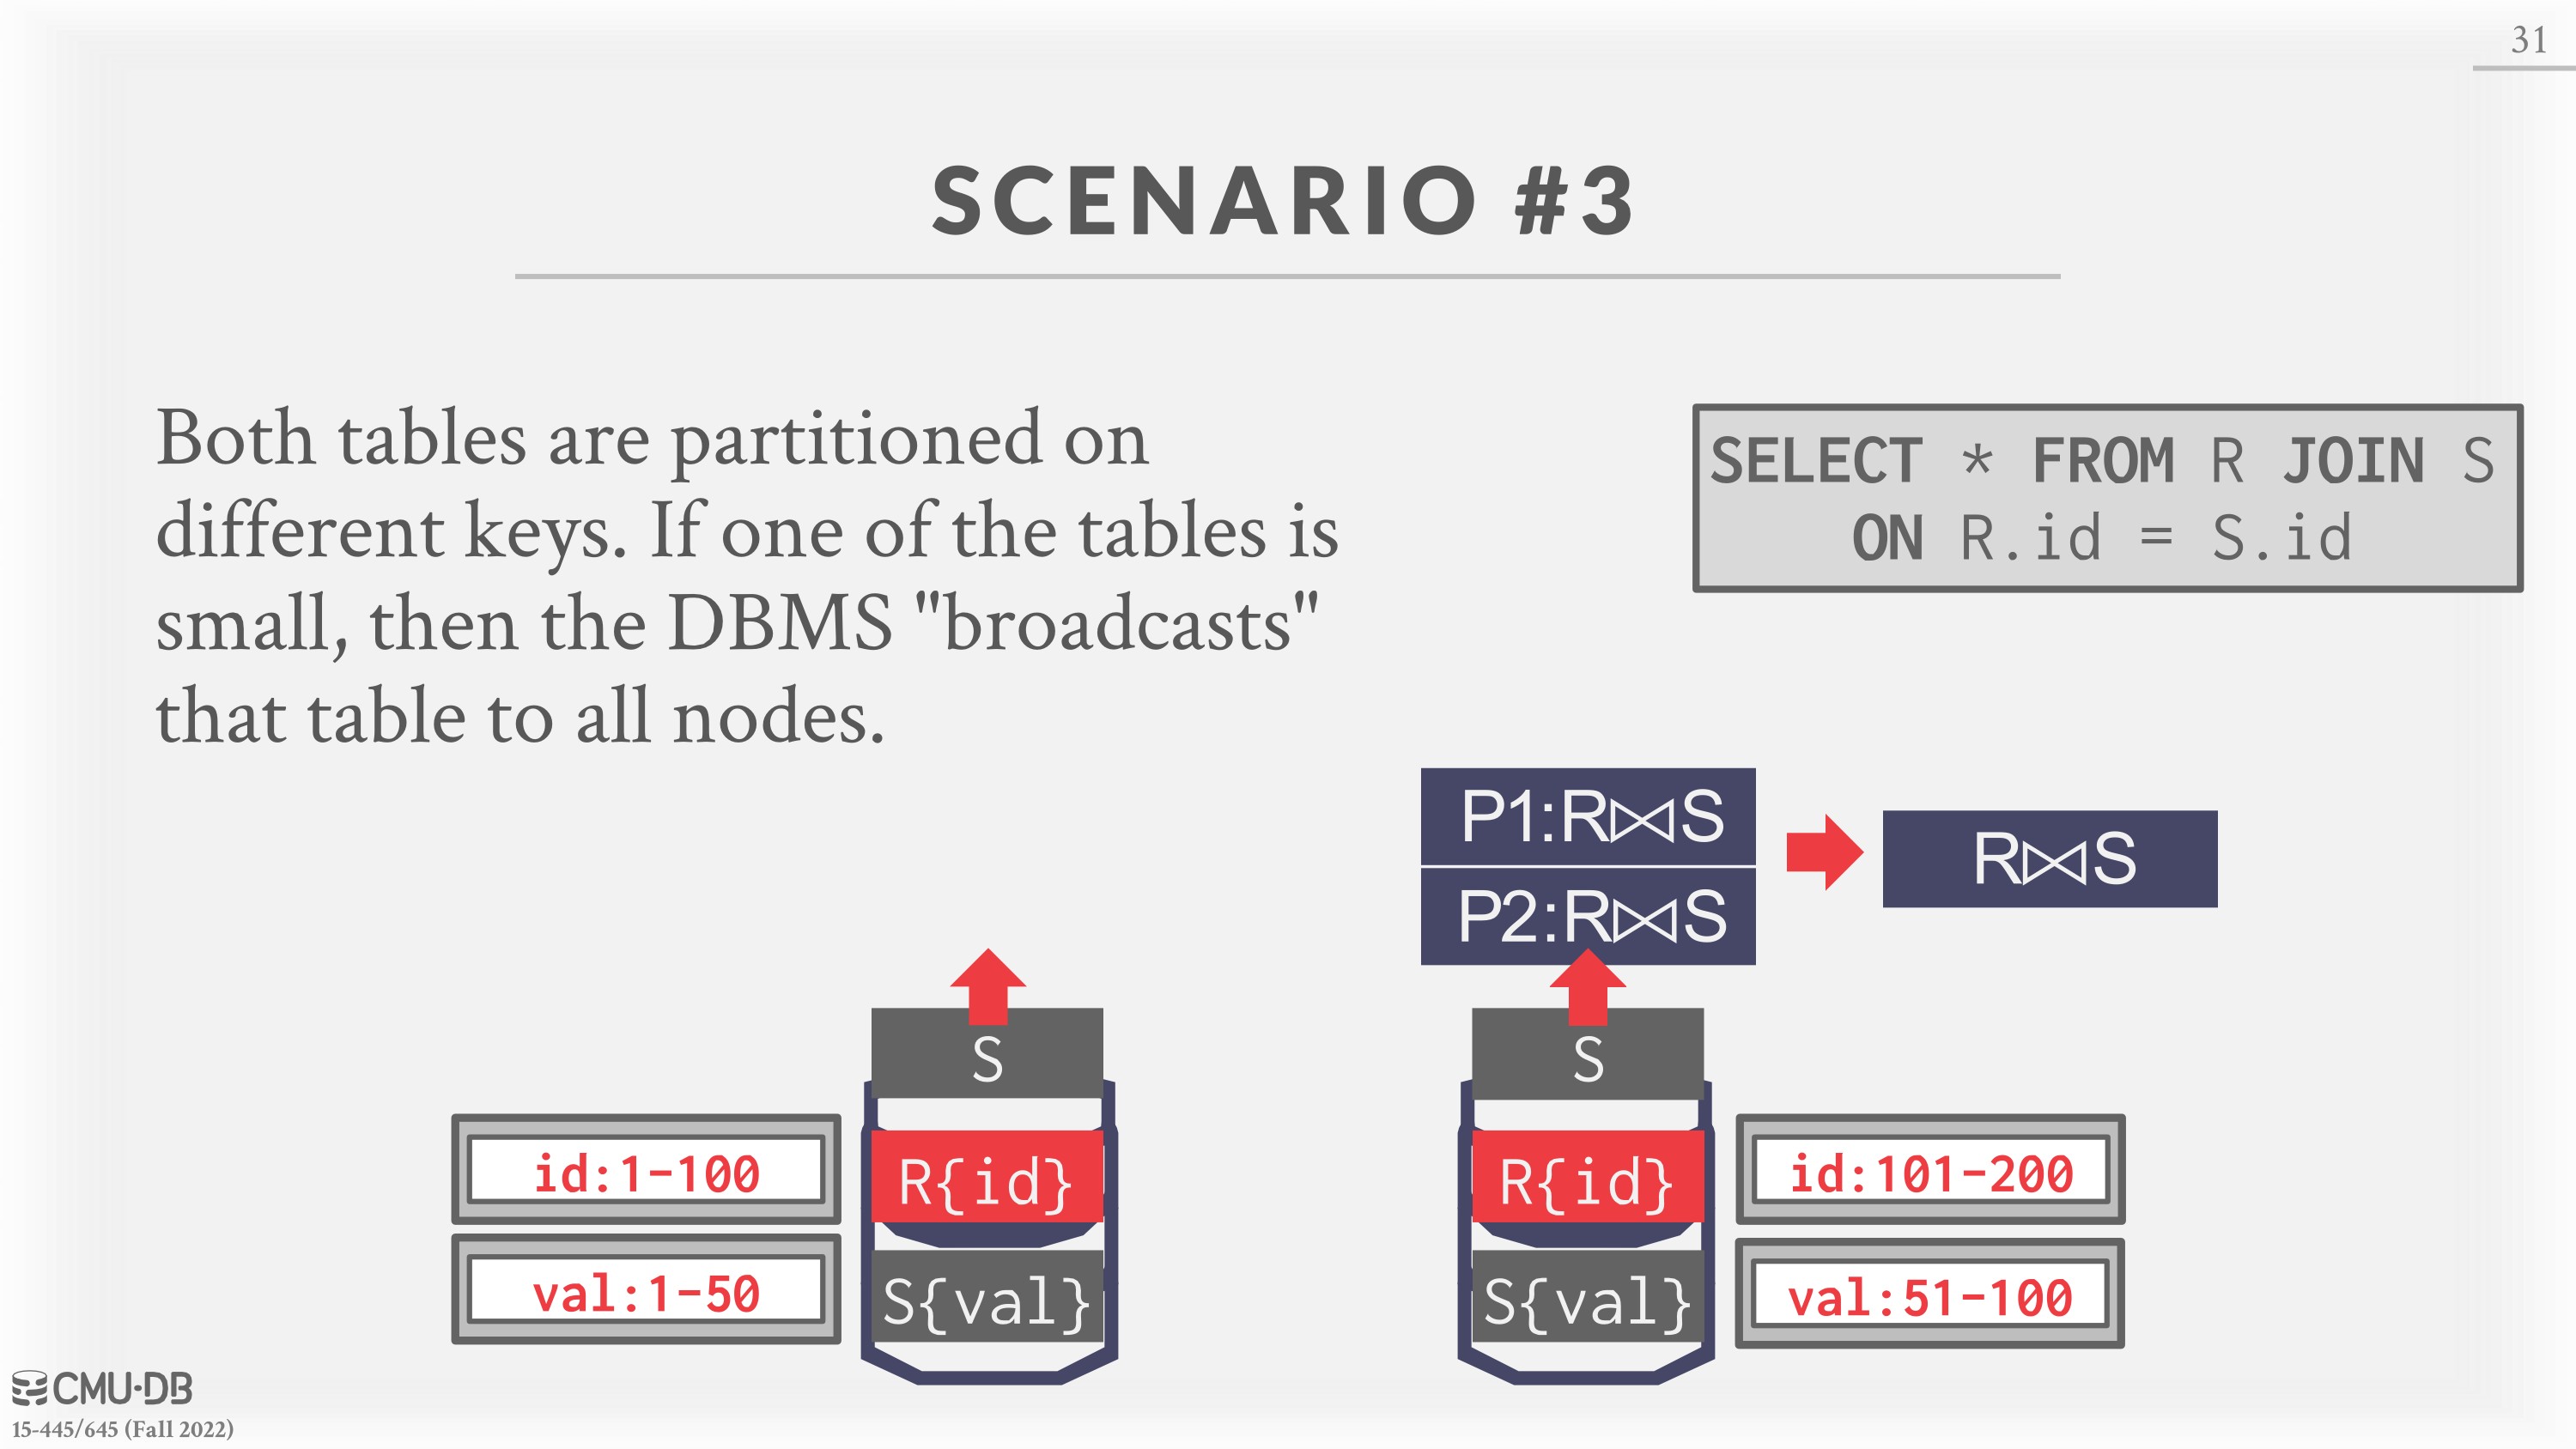 31
SCENARIO #3
Both tables are partitioned on
different keys. If one of the tables is
small, then the DBMS "broadcasts"
that table to all nodes.
SELECT * FROM R JOIN S
ON R.id = S.id
P1:R⋈S
P2:R⋈S
R⋈S
S
S
id:1-100
R{id}
R{id}
id:101-200
val:1-50
S{val}
S{val}
val:51-100
CMU·DB
15-445/645 (Fall 2022)